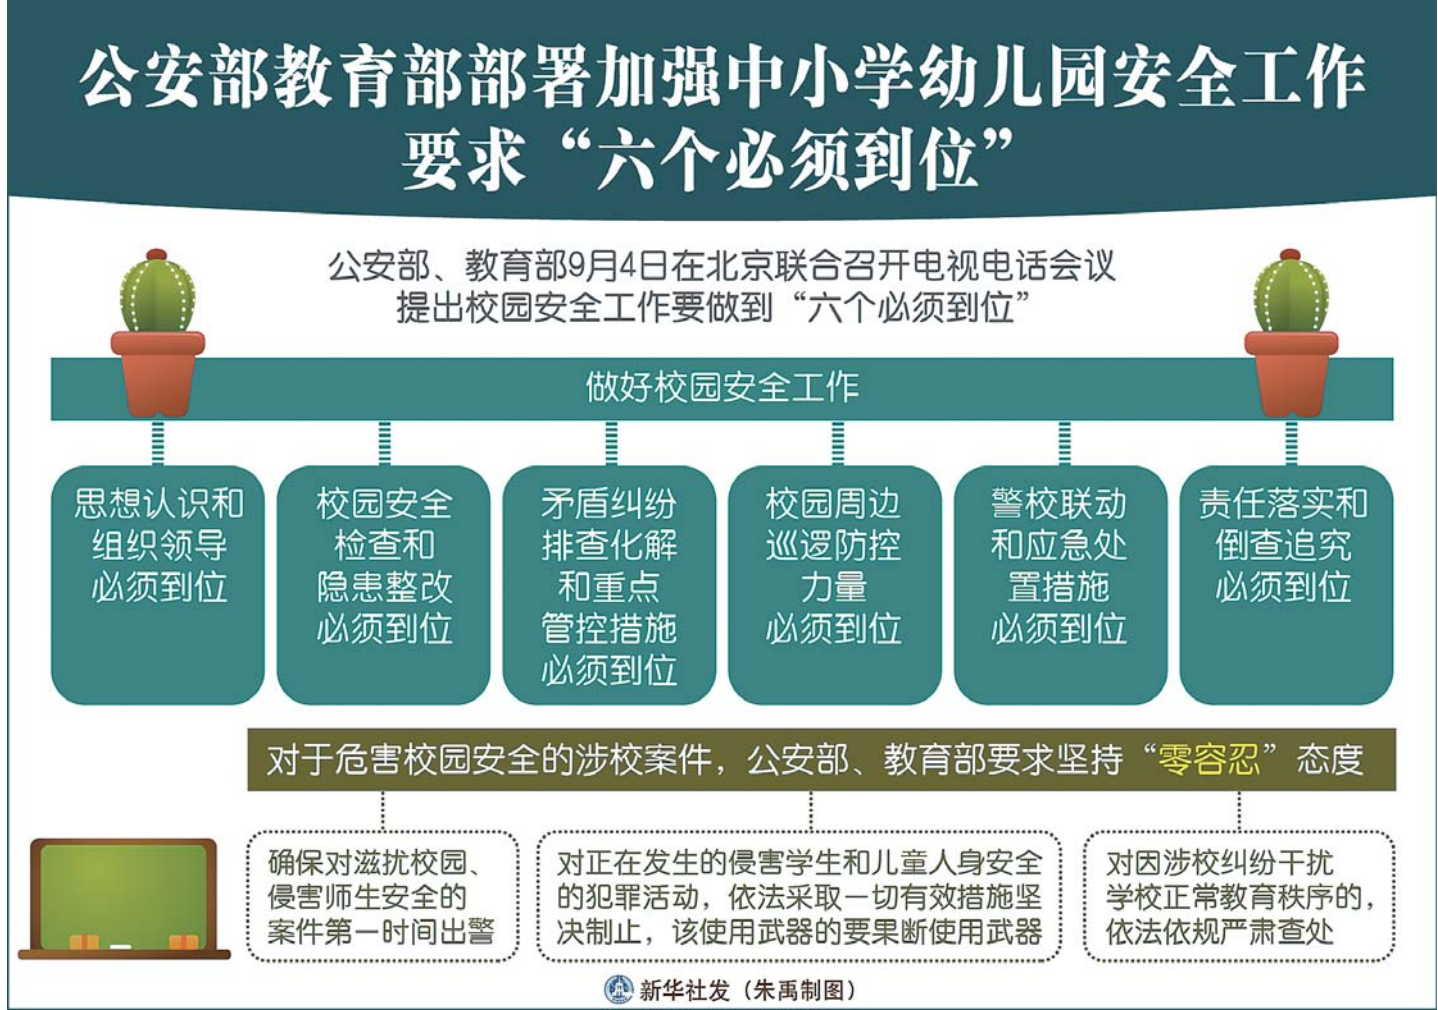 公安部教育部部署加强中小学幼儿园安全工作
要求“六个必须到位”
公安部、教育部9月4日在北京联合召开电视电话会议
提出校园安全工作要做到“六个必须到位”
做好校园安全工作
思想认识和
组织领导
必须到位
校园安全
检查和
隐患整改
必须到位
矛盾纠纷
排查化解
和重点
管控措施
必须到位
校园周边
巡逻防控
力量
必须到位
警校联动
和应急处
置措施
必须到位
责任落实和
倒查追究
必须到位
对于危害校园安全的涉校案件，公安部、教育部要求坚持“零容忍”态度
确保对滋扰校园、
侵害师生安全的
案件第一时间出警
对正在发生的侵害学生和儿童人身安全
的犯罪活动，依法采取一切有效措施坚
决制止，该使用武器的要果断使用武器
对因涉校纠纷干扰
学校正常教育秩序的，
依法依规严肃查处
新华社发（朱禹制图）